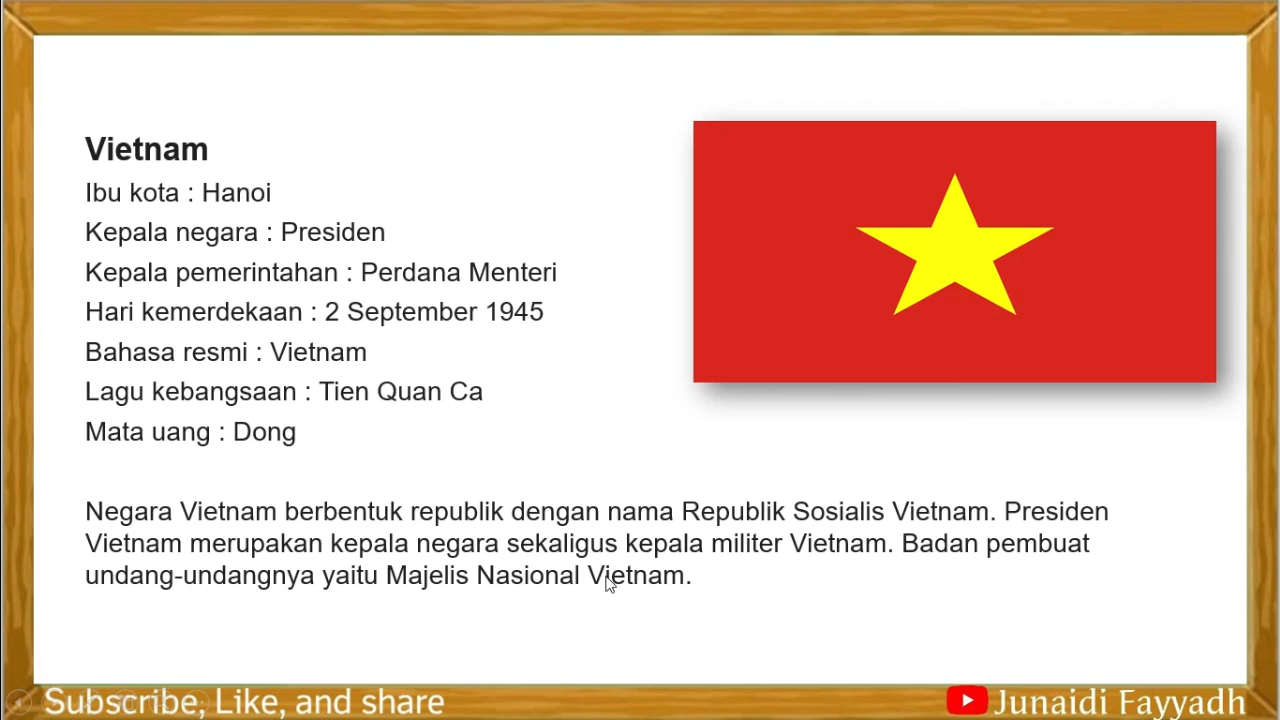 Vietnam
Ibu kota : Hanoi
Kepala negara : Presiden
Kepala pemerintahan : Perdana Menteri
Hari kemerdekaan : 2 September 1945
Bahasa resmi : Vietnam
Lagu kebangsaan : Tien Quan Ca
Mata uang : Dong
Negara Vietnam berbentuk republik dengan nama Republik Sosialis Vietnam. Presiden
Vietnam merupakan kepala negara sekaligus kepala militer Vietnam. Badan pembuat
undang-undangnya yaitu Majelis Nasional Vietnam.
Subscribe, Like, and share
Junaidi Fayyadh